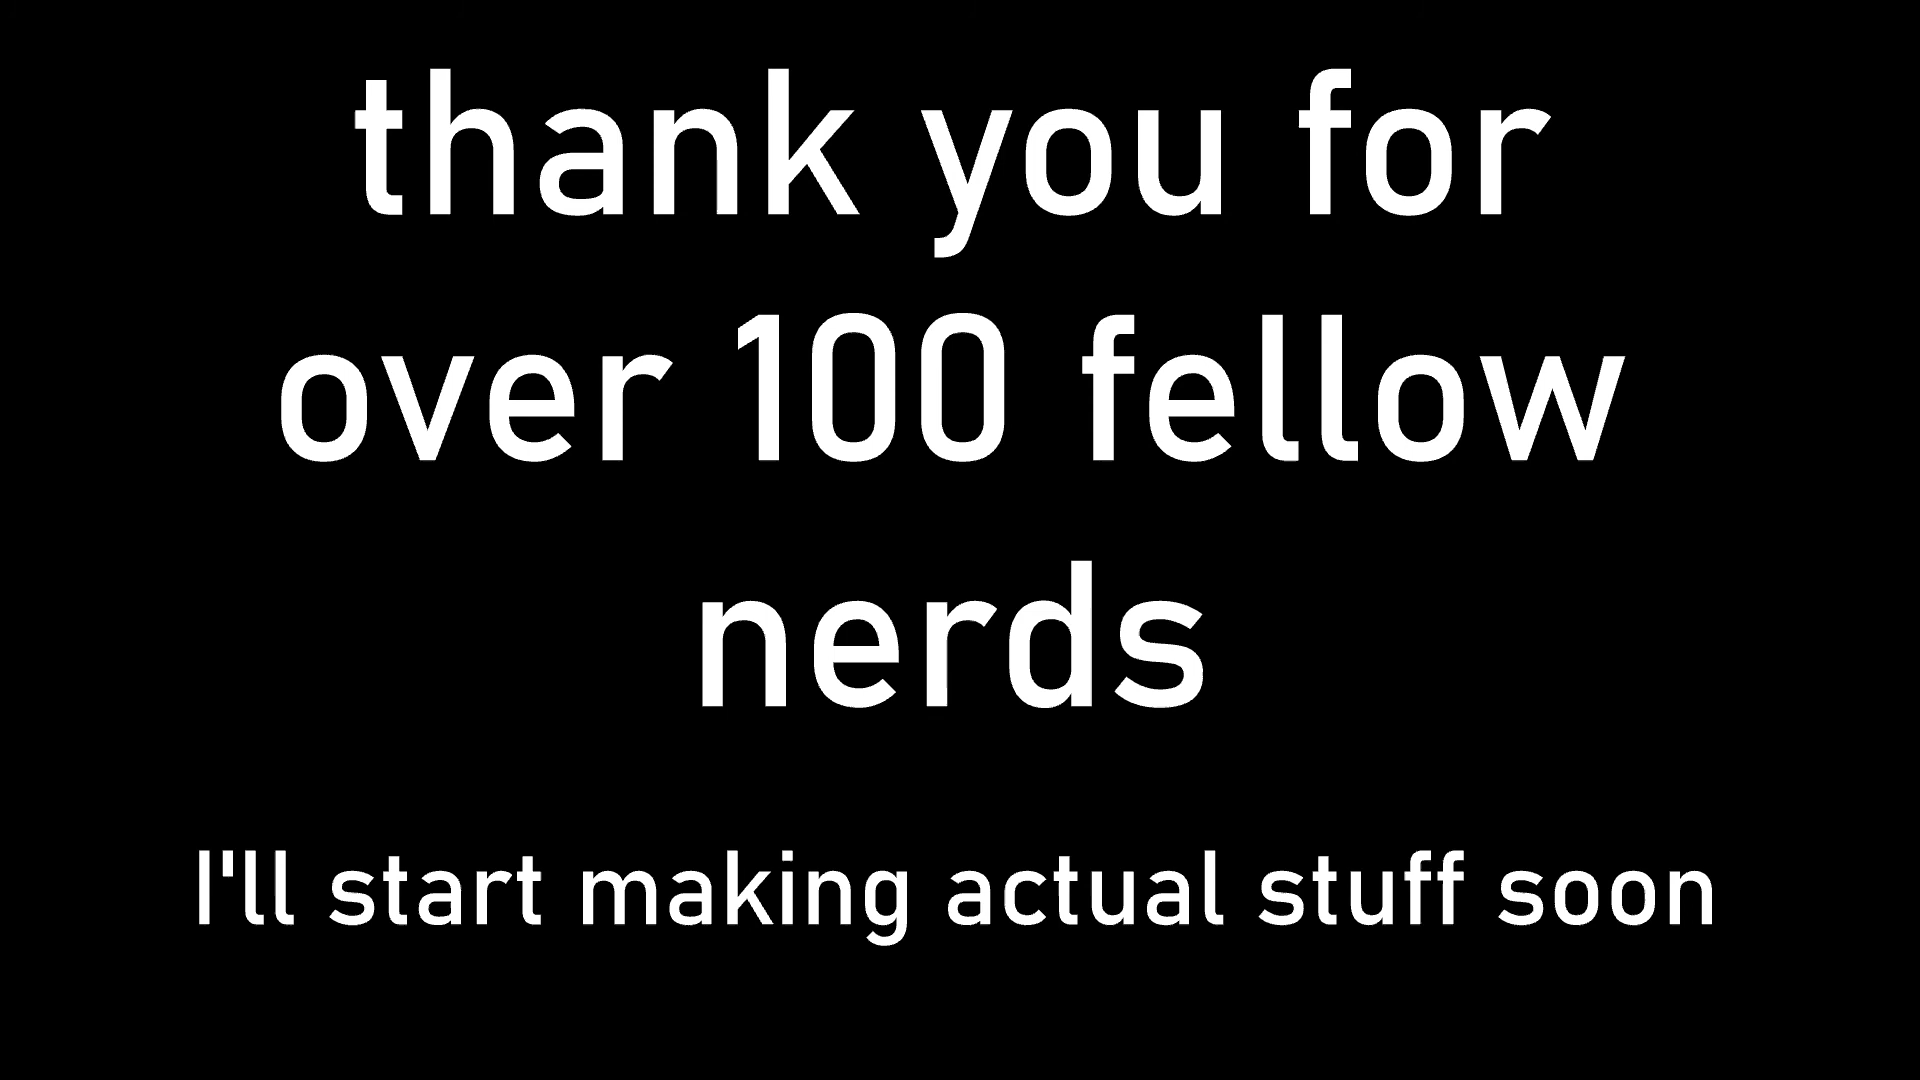 thank you for
over 100 fellow
nerds
I'll start making actual stuff soon